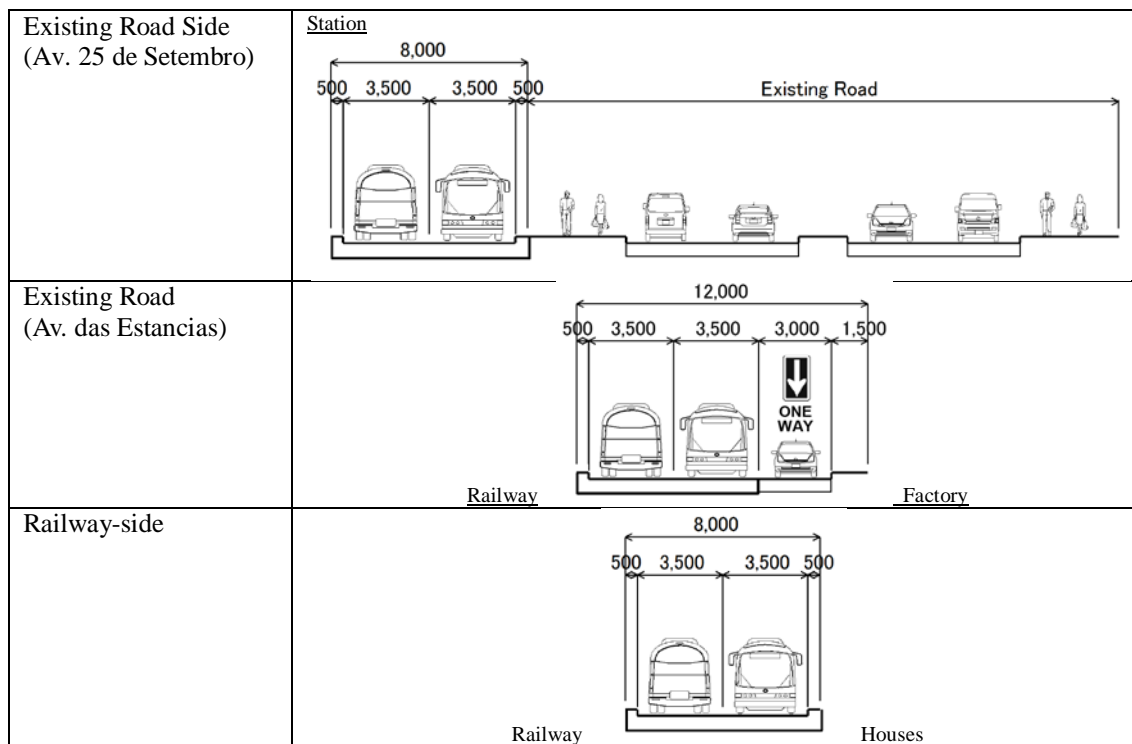 Existing Road Side
(Av. 25 de Setembro)
Station
8,000
500 3,500 3,500 500
Existing Road
Existing Road
(Av. das Estancias)
12,000
500 3,500 3,500 3,000 1,500
ONE
WAY
Railway Factory
Railway-side
8,000
500 3,500 3,500 500
Railway Houses